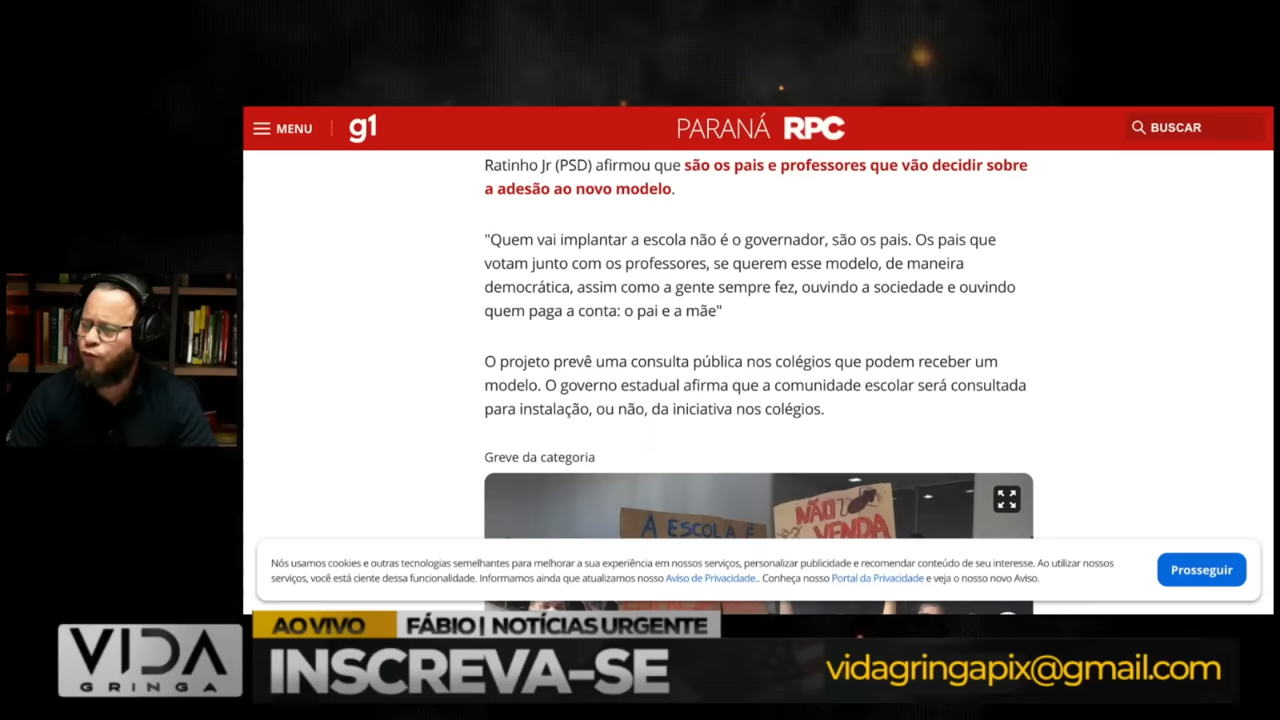 MENU
g1
PARANÁ RPC
BUSCAR
Ratinho Jr (PSD) afirmou que são os pais e professores que vão decidir sobre
a adesão ao novo modelo.
"Quem vai implantar a escola não é o governador, são os pais. Os pais que
votam junto com os professores, se querem esse modelo, de maneira
democrática, assim como a gente sempre fez, ouvindo a sociedade e ouvindo
quem paga a conta: o pai e a mãe"
O projeto prevê uma consulta pública nos colégios que podem receber um
modelo. O governo estadual afirma que a comunidade escolar será consultada
para instalação, ou não, da iniciativa nos colégios.
Greve da categoria
A ESCOLA É
NÃO
VENDA
Nós usamos cookies e outras tecnologias semelhantes para melhorar a sua experiência em nossos serviços, personalizar publicidade e recomendar conteúdo de seu interesse. Ao utilizar nossos
serviços, você está ciente dessa funcionalidade. Informamos ainda que atualizamos nosso Aviso de Privacidade.. Conheça nosso Portal da Privacidade e veja o nosso novo Aviso.
Prosseguir
AO VIVO
FÁBIO | NOTÍCIAS URGENTE
VIDA
GRINGA
INSCREVA-SE
vidagringapix@gmail.com